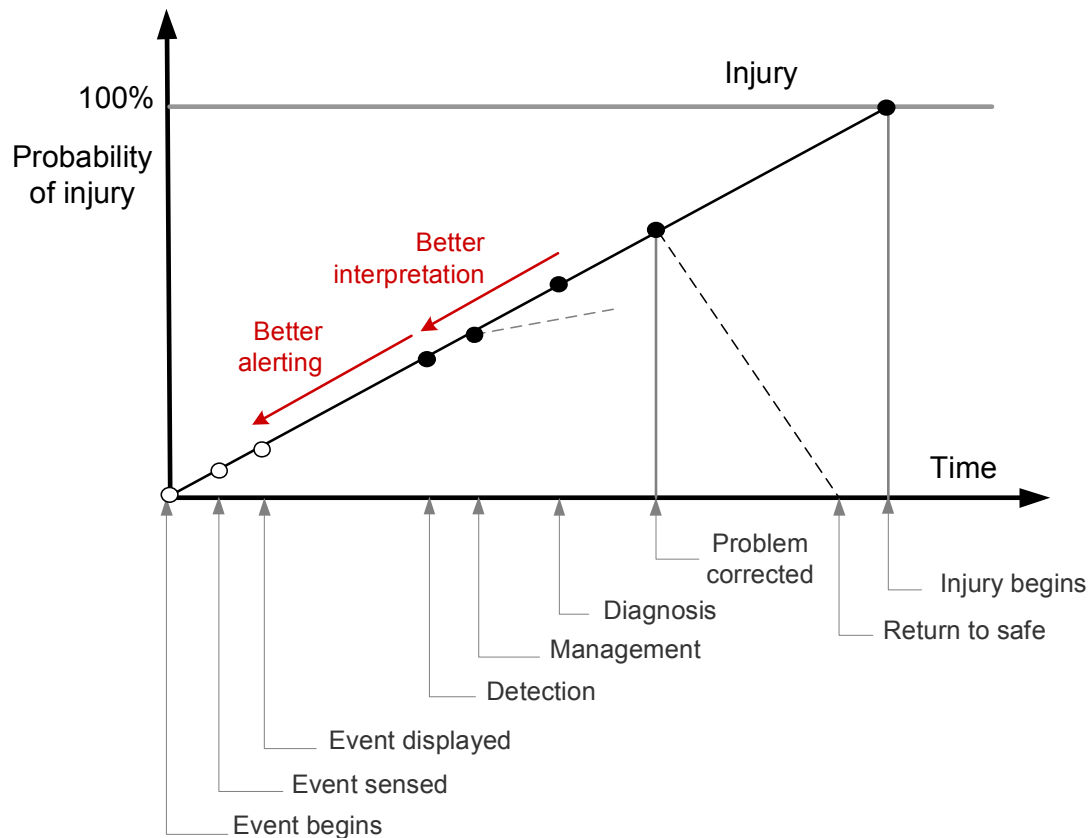 Injury
100%
Probability
of injury
Better
interpretation
Better
alerting
Time
Problem
corrected
Injury begins
Diagnosis
Return to safe
Management
Detection
Event displayed
Event sensed
Event begins